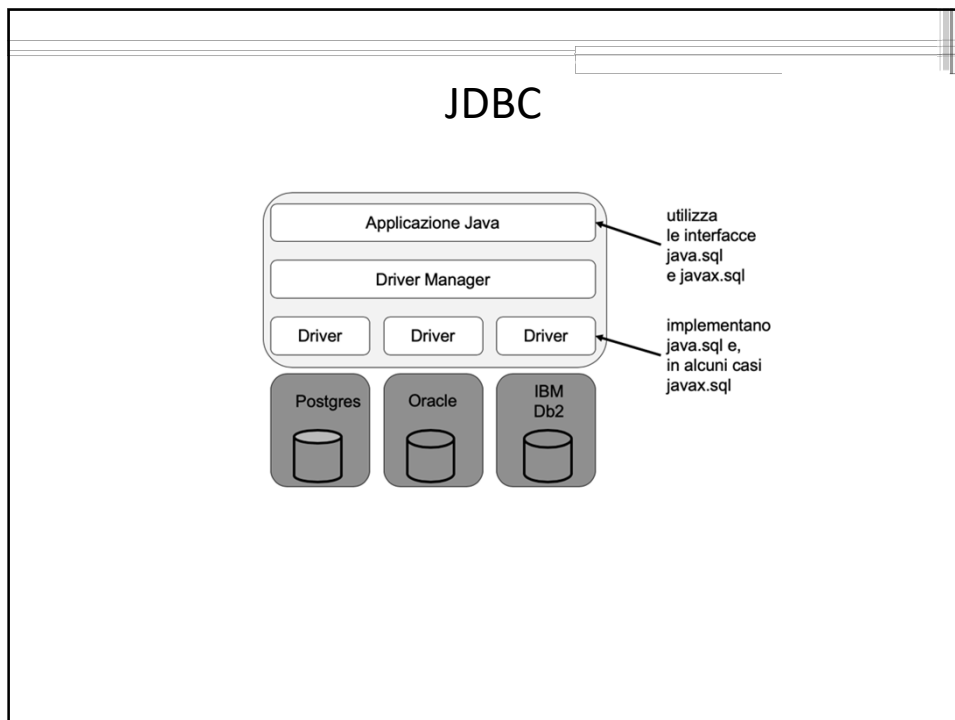 JDBC
Applicazione Java
utilizza
le interfacce
java.sql
e javax.sql
Driver Manager
Driver
Driver
Driver
implementano
java.sql e,
in alcuni casi
javax.sql
Postgres
Oracle
IBM
Db2